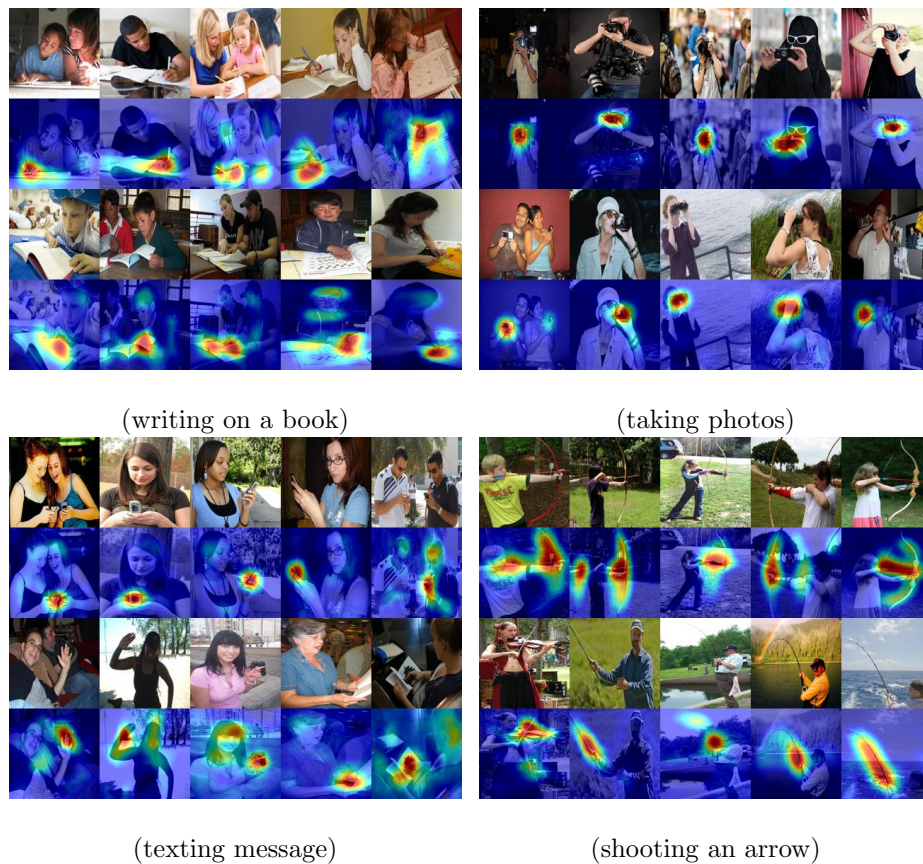 (writing on a book)
(taking photos)
(texting message)
(shooting an arrow)